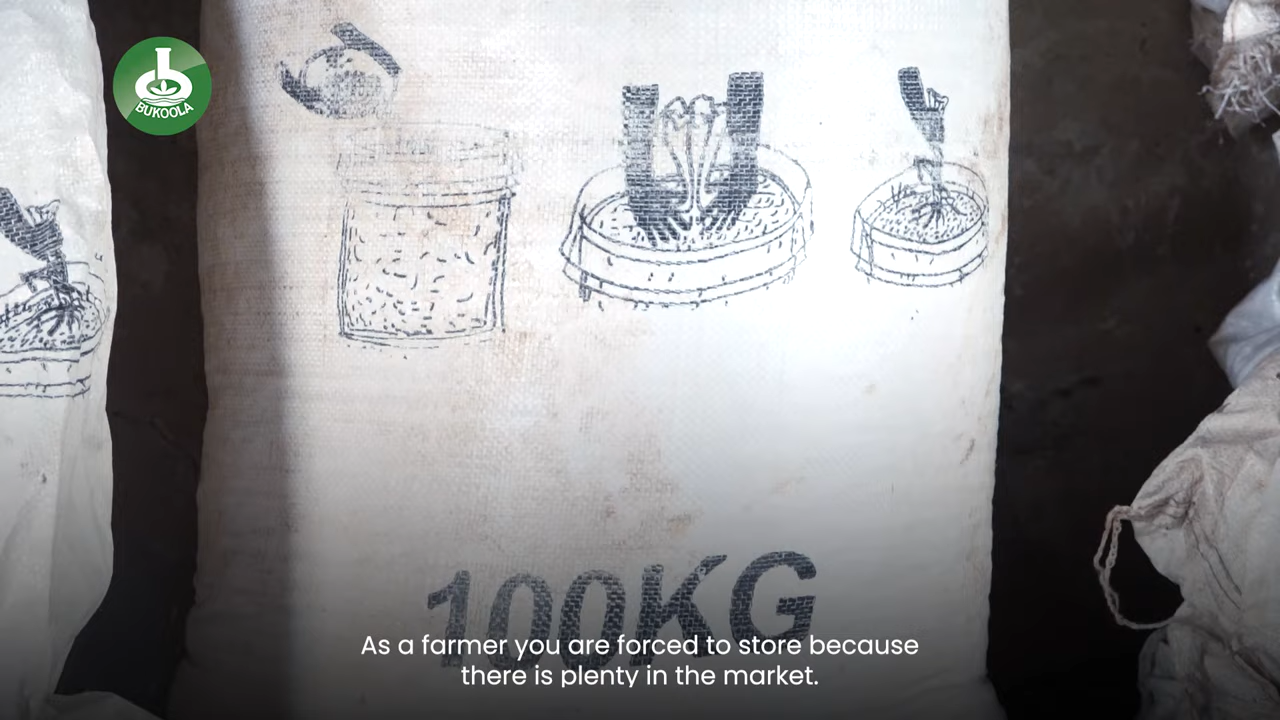 BUKOOLA
100KG
As a farmer you are forced to store because
there is plenty in the market.